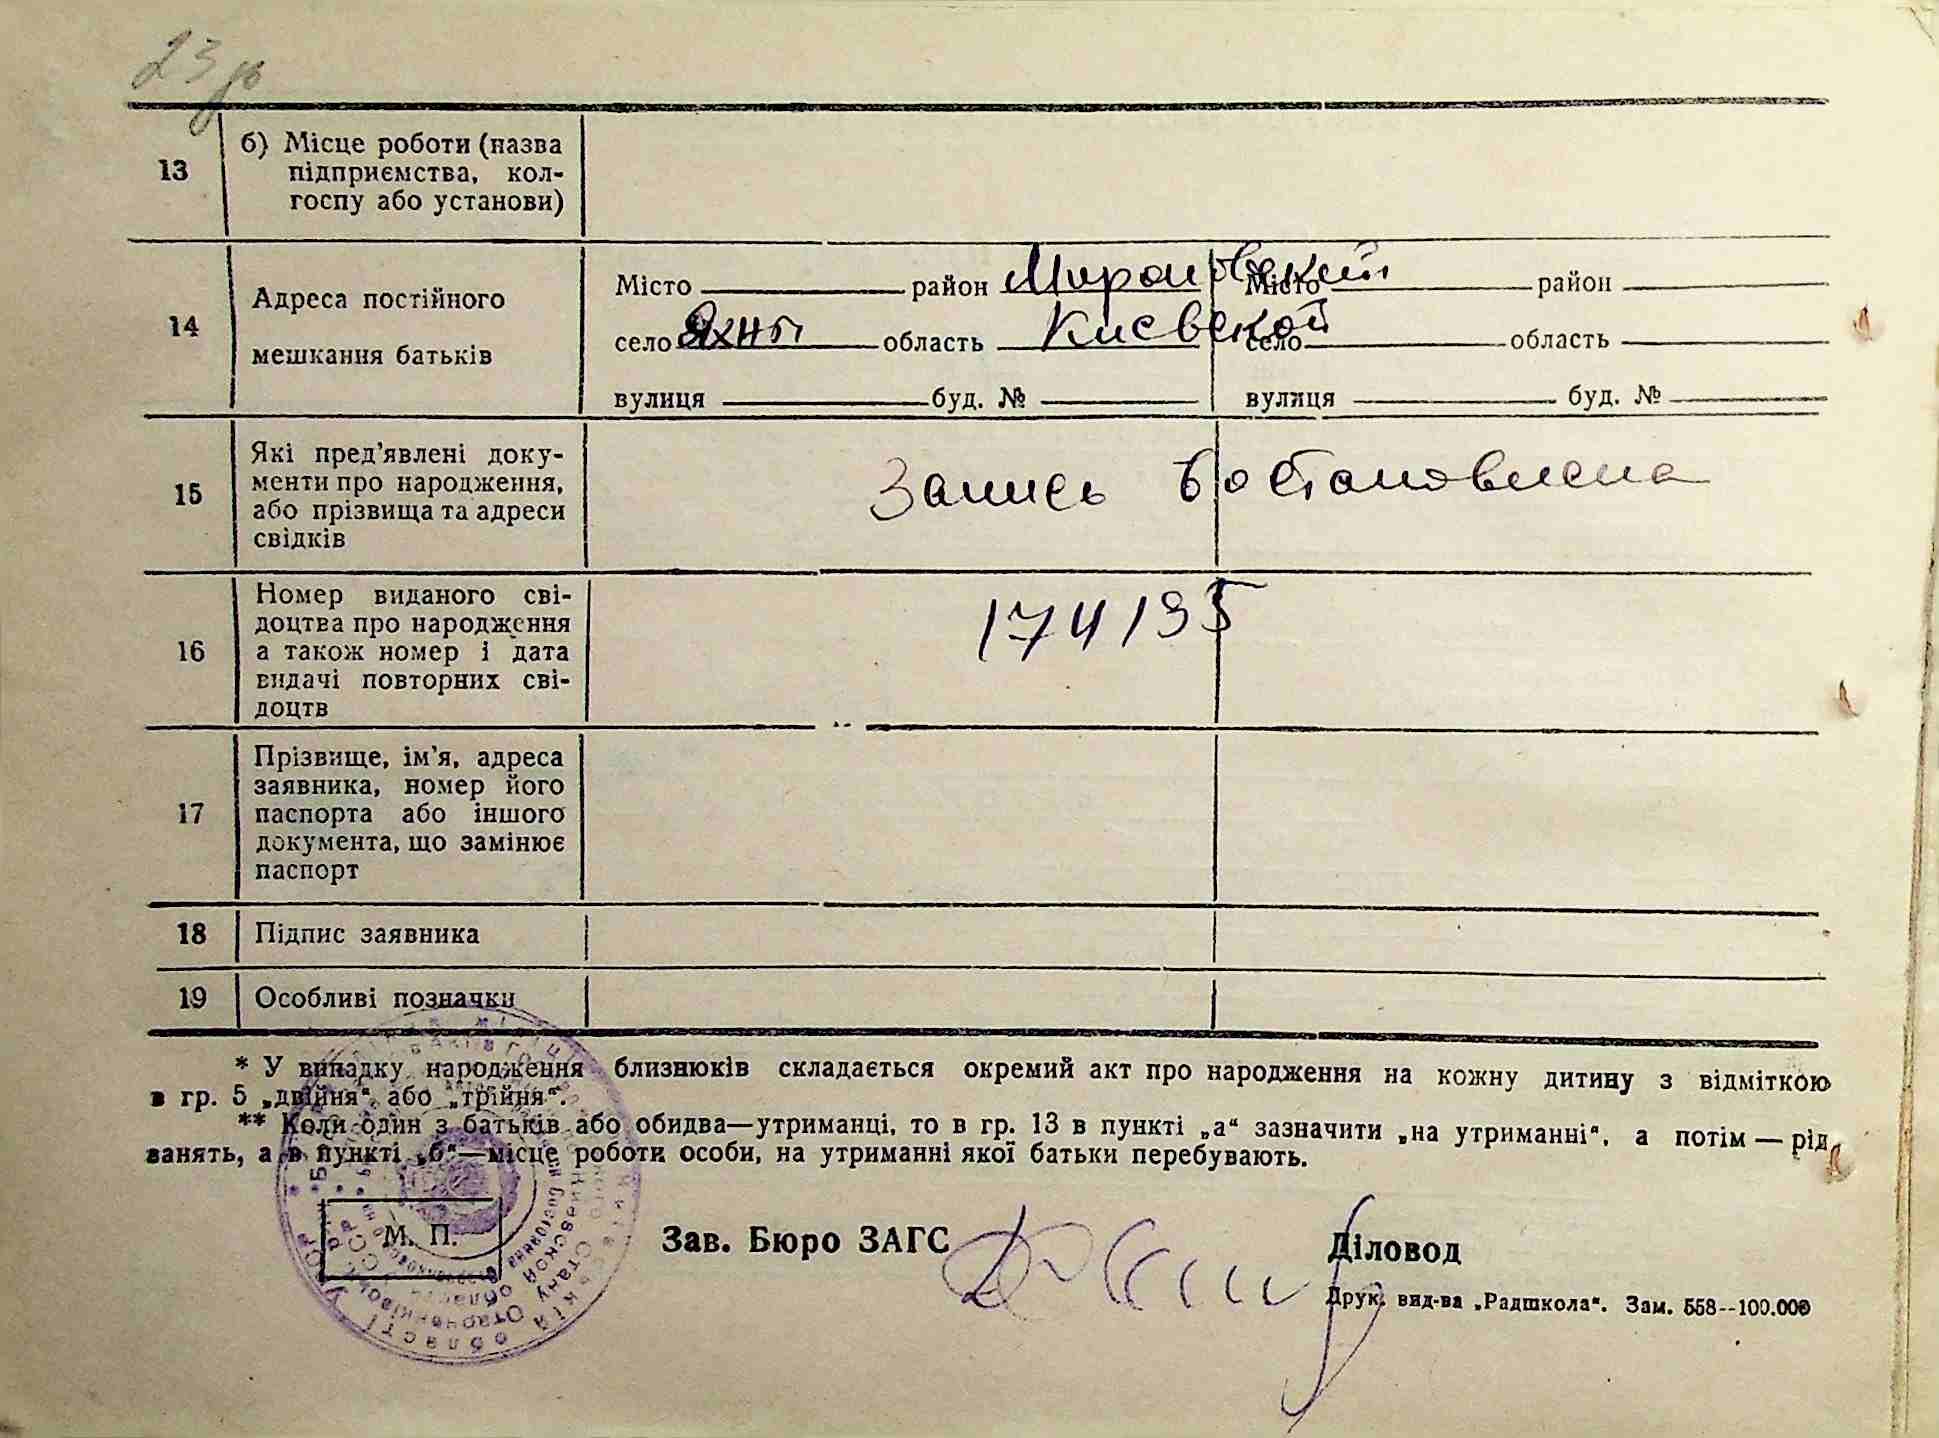 23
13
б) Місце роботи (назва
підприємства, кол-
госпу або установи)
14
Адреса постійного
мешкання батьків
Місто район Мироновский Місто район
село Яхны область Киевской село область
вулиця буд. № вулиця буд. №
15
Які пред’явлені доку-
менти про народження,
або прізвища та адреси
свідків
Запись востановлена
16
Номер виданого сві-
доцтва про народження
а також номер і дата
видачі повторних сві-
доцтв
174135
17
Прізвище, ім’я, адреса
заявника, номер його
паспорта або іншого
документа, що замінює
паспорт
18 Підпис заявника
19 Особливі позначки
* У випадку народження близнюків складається окремий акт про народження на кожну дитину з відміткою
в гр. 5 „двійня“ або „трійня“.
** Коли один з батьків або обидва—утриманці, то в гр. 13 в пункті „а“ зазначити „на утриманні“, а потім — рід
занять, а в пункті „б“—місце роботи особи, на утриманні якої батьки перебувають.
М. П.
Зав. Бюро ЗАГС
Діловод
Друк. вид-ва „Радшкола“. Зам. 558--100.000